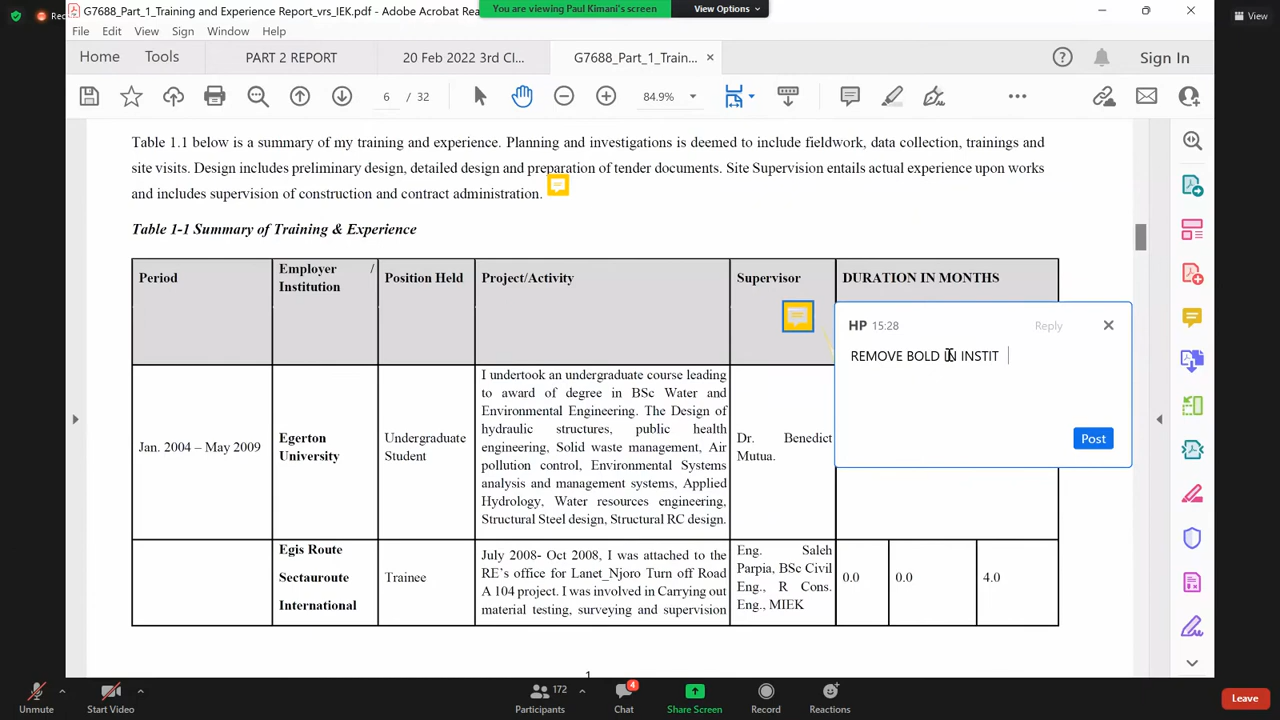 G7688_Part_1_Training and Experience Report_vrs_IEK.pdf - Adobe Acrobat Rea
You are viewing Paul Kimani's screen
View Options
Rec
View
File Edit View Sign Window Help
Home Tools PART 2 REPORT 20 Feb 2022 3rd Cl... G7688_Part_1_Train... ×
Sign In
6 / 32
84.9%
Table 1.1 below is a summary of my training and experience. Planning and investigations is deemed to include fieldwork, data collection, trainings and
site visits. Design includes preliminary design, detailed design and preparation of tender documents. Site Supervision entails actual experience upon works
and includes supervision of construction and contract administration.
Table 1-1 Summary of Training & Experience
Period
Employer /
Institution
Position Held
Project/Activity
Supervisor
DURATION IN MONTHS
HP 15:28
Reply
REMOVE BOLD IN INSTIT
Post
Jan. 2004 – May 2009
Egerton
University
Undergraduate
Student
I undertook an undergraduate course leading
to award of degree in BSc Water and
Environmental Engineering. The Design of
hydraulic structures, public health
engineering, Solid waste management, Air
pollution control, Environmental Systems
analysis and management systems, Applied
Hydrology, Water resources engineering,
Structural Steel design, Structural RC design.
Dr. Benedict
Mutua.
Egis Route
Sectauroute
International
Trainee
July 2008- Oct 2008, I was attached to the
RE's office for Lanet_Njoro Turn off Road
A 104 project. I was involved in Carrying out
material testing, surveying and supervision
Eng. Saleh
Parpia, BSc Civil
Eng., R Cons.
Eng., MIEK
0.0 0.0 4.0
Unmute
Start Video
172
Participants
4
Chat
Share Screen
Record
Reactions
Leave